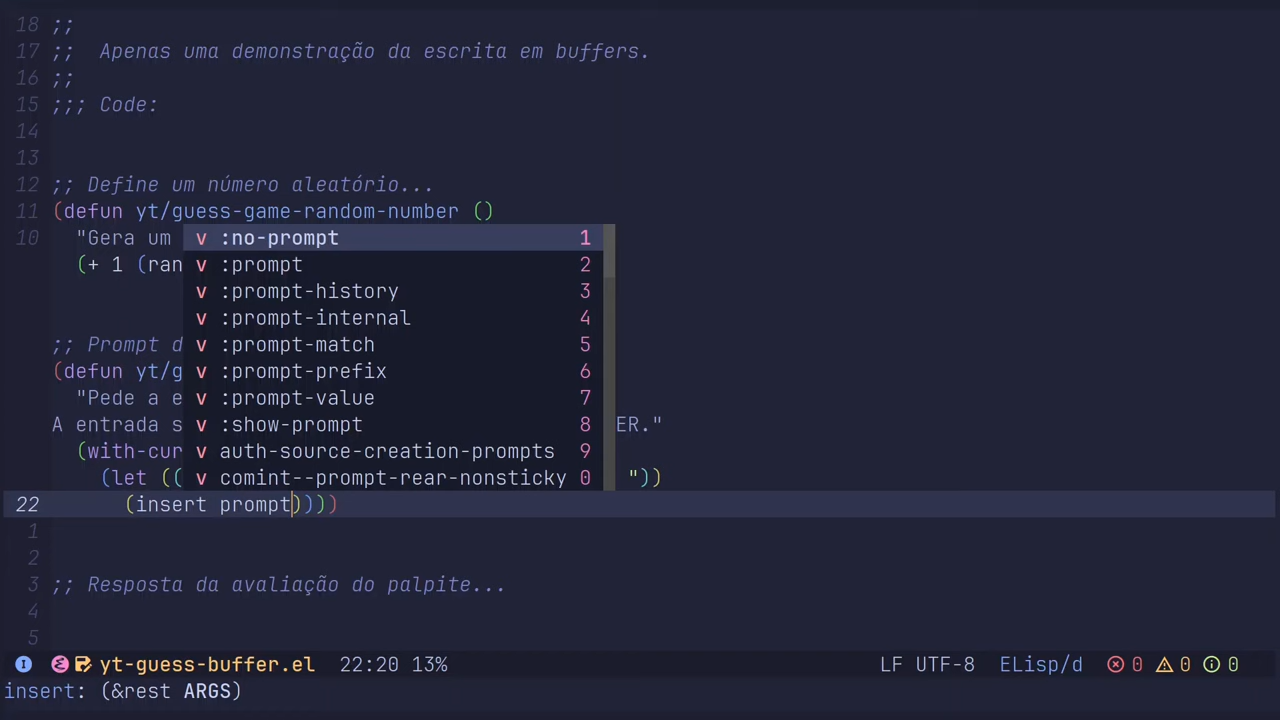 18 ;;
17 ;;  Apenas uma demonstração da escrita em buffers.
16 ;;
15 ;;; Code:
14
13
12 ;; Define um número aleatório...
11 (defun yt/guess-game-random-number ()
10   "Gera um v :no-prompt 1
(+ 1 (ran v :prompt 2
v :prompt-history 3
v :prompt-internal 4
;; Prompt d v :prompt-match 5
(defun yt/g v :prompt-prefix 6
"Pede a e v :prompt-value 7
A entrada s v :show-prompt 8 ER."
(with-cur v auth-source-creation-prompts 9
(let (( v comint--prompt-rear-nonsticky 0 "))
22       (insert prompt))))
1
2
3 ;; Resposta da avaliação do palpite...
4
5
I yt-guess-buffer.el 22:20 13% LF UTF-8 ELisp/d 0 0 0
insert: (&rest ARGS)